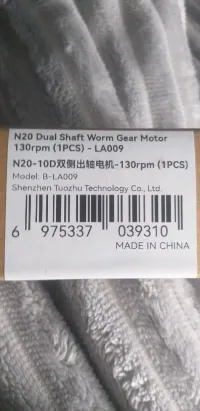 N20 Dual Shaft Worm Gear Motor
130rpm (1PCS) - LA009
N20-10D双侧出轴电机-130rpm (1PCS)
Model: B-LA009
Shenzhen Tuozhu Technology Co., Ltd.
6 975337 039310
MADE IN CHINA